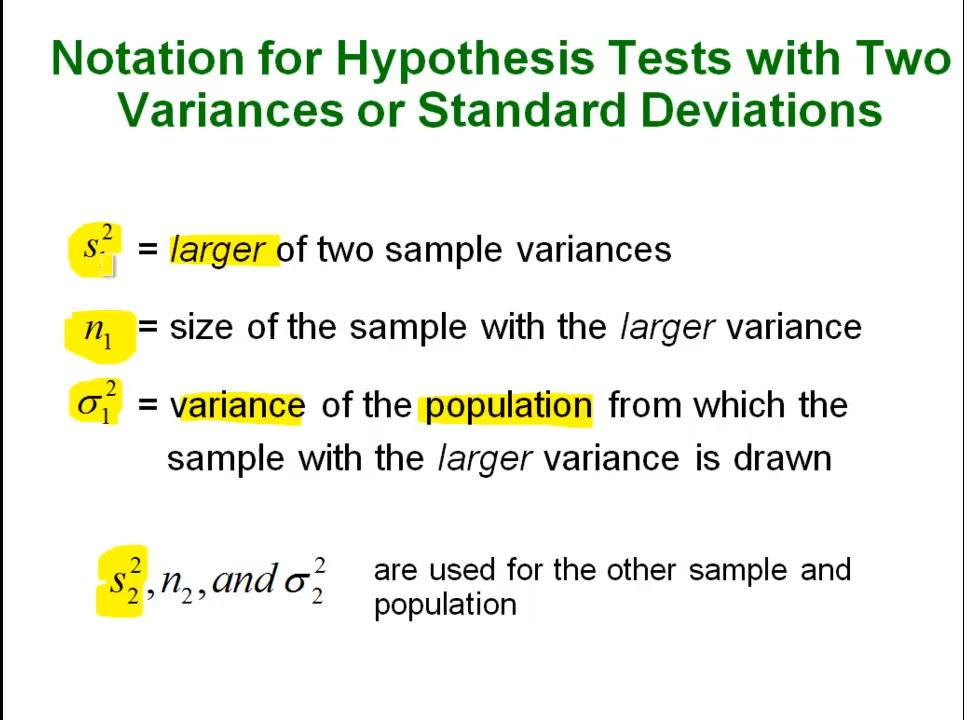 Notation for Hypothesis Tests with Two
Variances or Standard Deviations
s² = larger of two sample variances
n₁ = size of the sample with the larger variance
σ₁² = variance of the population from which the
sample with the larger variance is drawn
s₂², n₂, and σ₂² are used for the other sample and
population